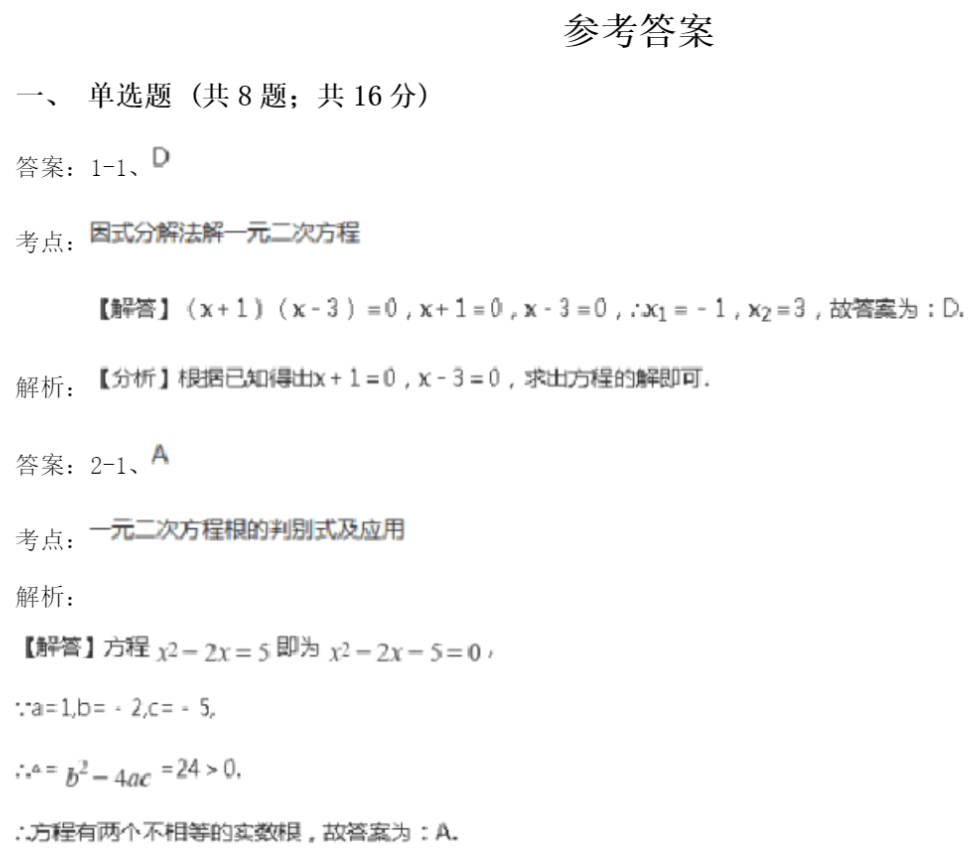 参考答案
一、 单选题 (共 8 题；共 16 分)
答案：1-1、D
考点：因式分解法解一元二次方程
【解答】（x+1）（x-3）=0，x+1=0，x-3=0，∴x₁=-1，x₂=3，故答案为：D.
解析：【分析】根据已知得出x+1=0，x-3=0，求出方程的解即可.
答案：2-1、A
考点：一元二次方程根的判别式及应用
解析：
【解答】方程 x²-2x=5 即为 x²-2x-5=0，
∵a=1,b=-2,c=-5,
∴△= b²-4ac =24>0,
∴方程有两个不相等的实数根，故答案为：A.